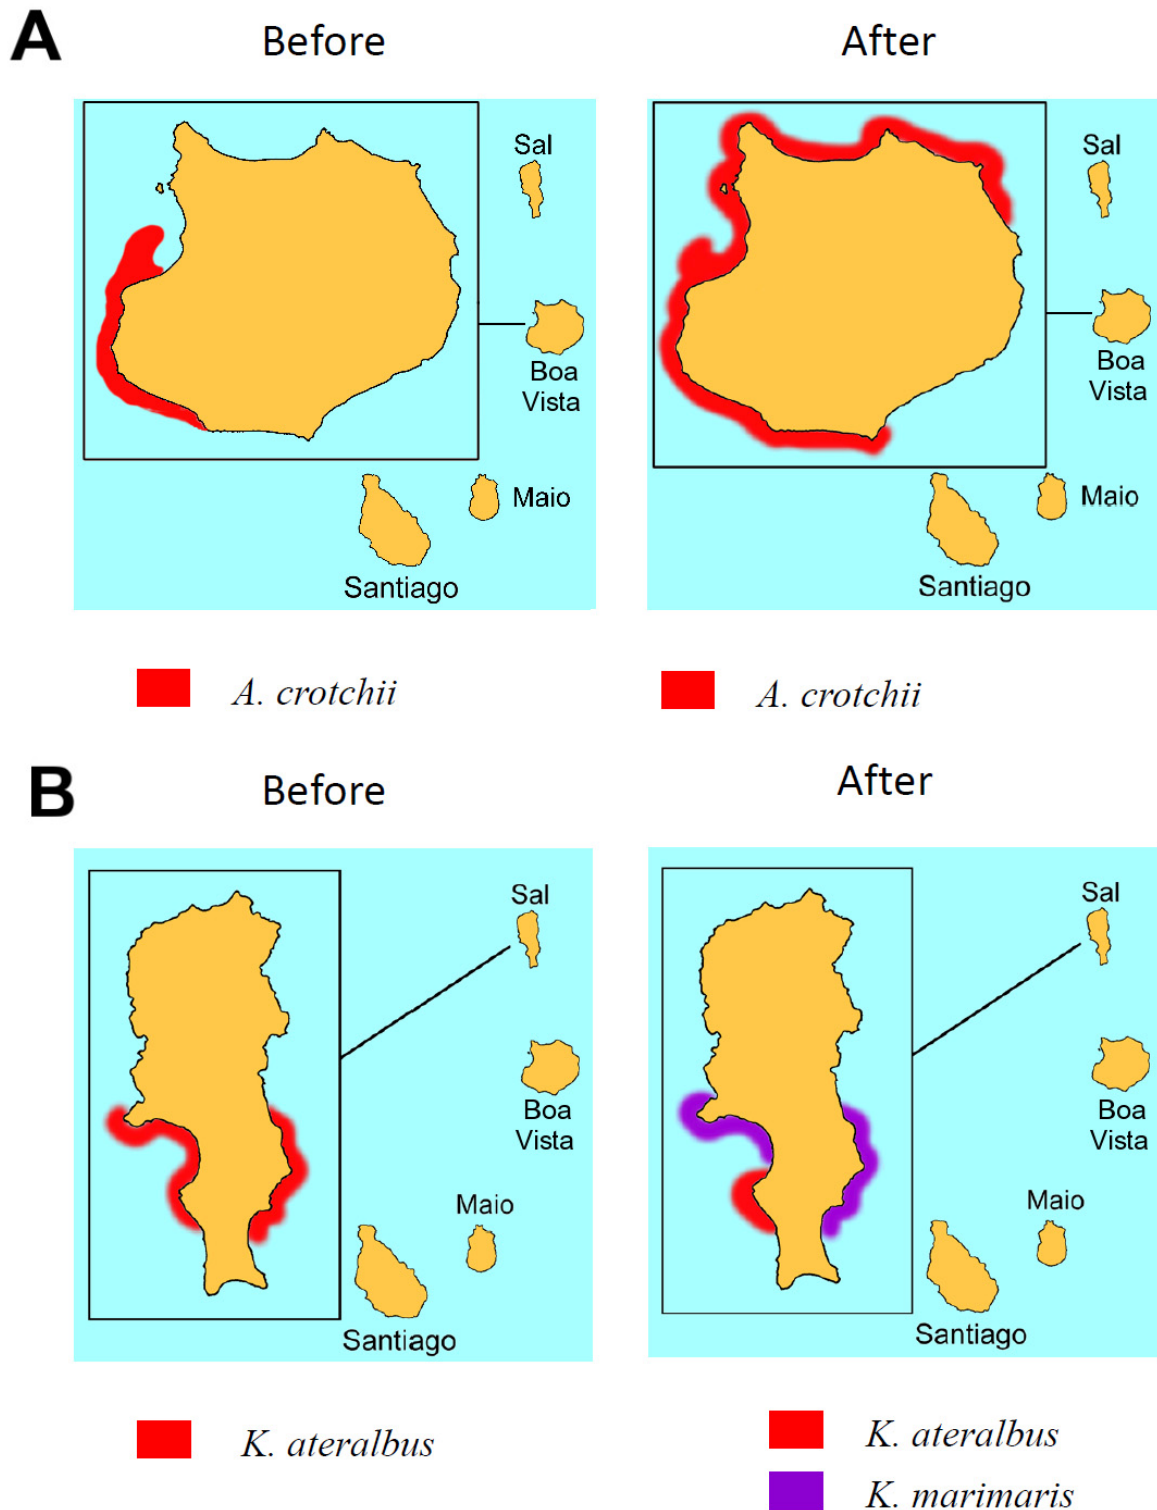 A
Before
After
Sal
Boa
Vista
Maio
Santiago
Sal
Boa
Vista
Maio
Santiago
A. crotchii
A. crotchii
B
Before
After
Sal
Boa
Vista
Maio
Santiago
Sal
Boa
Vista
Maio
Santiago
K. ateralbus
K. ateralbus
K. marimaris